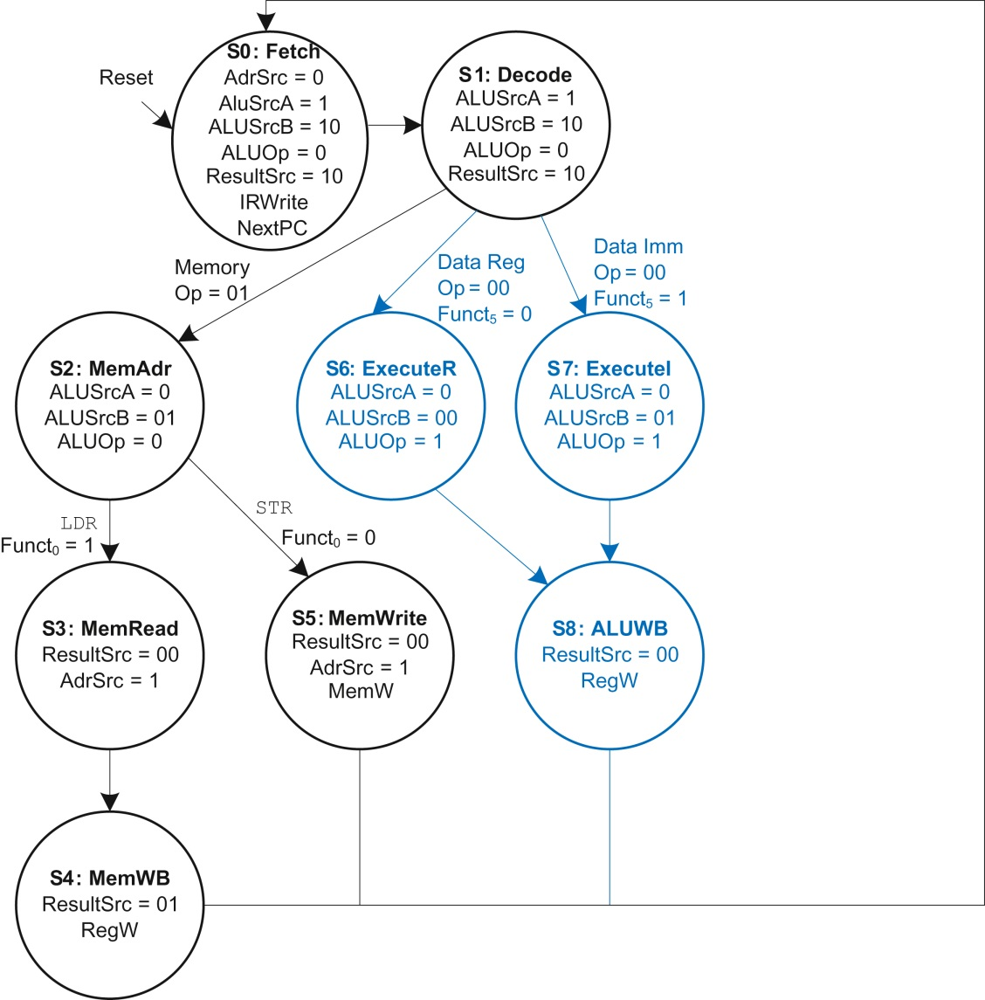 Reset
S0: Fetch
AdrSrc = 0
AluSrcA = 1
ALUSrcB = 10
ALUOp = 0
ResultSrc = 10
IRWrite
NextPC
S1: Decode
ALUSrcA = 1
ALUSrcB = 10
ALUOp = 0
ResultSrc = 10
Memory
Op = 01
Data Reg
Op = 00
Funct₅ = 0
Data Imm
Op = 00
Funct₅ = 1
S2: MemAdr
ALUSrcA = 0
ALUSrcB = 01
ALUOp = 0
S6: ExecuteR
ALUSrcA = 0
ALUSrcB = 00
ALUOp = 1
S7: ExecuteI
ALUSrcA = 0
ALUSrcB = 01
ALUOp = 1
LDR
Funct₀ = 1
STR
Funct₀ = 0
S3: MemRead
ResultSrc = 00
AdrSrc = 1
S5: MemWrite
ResultSrc = 00
AdrSrc = 1
MemW
S8: ALUWB
ResultSrc = 00
RegW
S4: MemWB
ResultSrc = 01
RegW